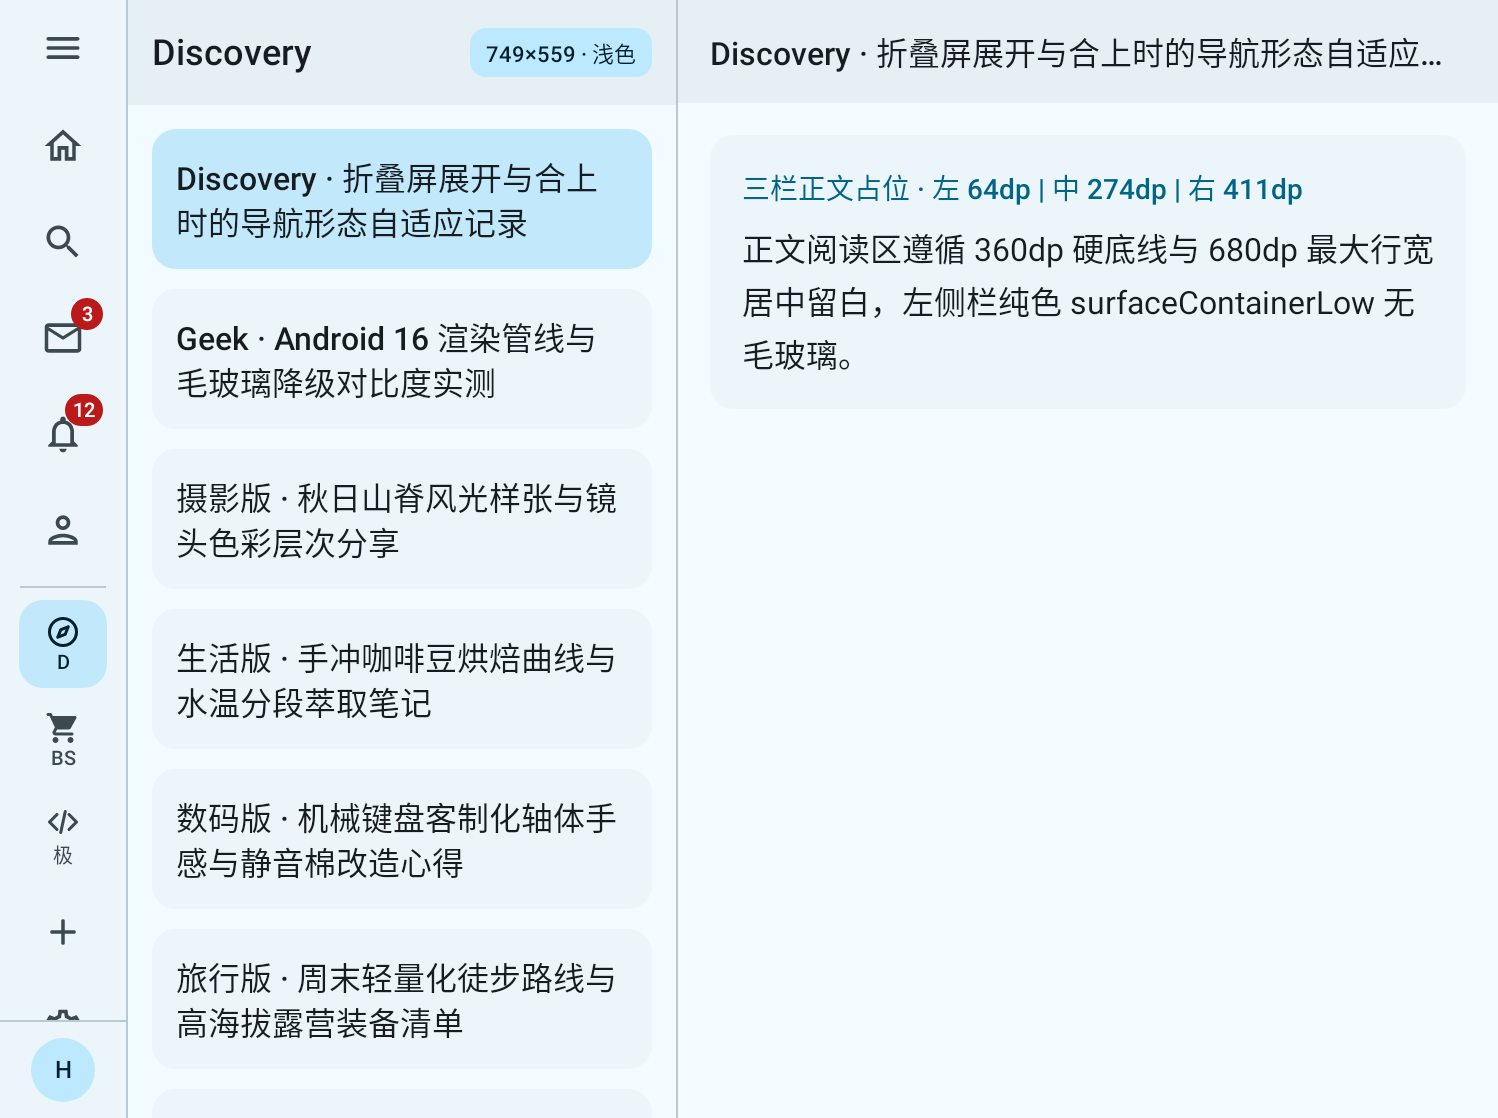 3
12
D
BS
极
H
Discovery
749×559 · 浅色
Discovery · 折叠屏展开与合上
时的导航形态自适应记录
Geek · Android 16 渲染管线与
毛玻璃降级对比度实测
摄影版 · 秋日山脊风光样张与镜
头色彩层次分享
生活版 · 手冲咖啡豆烘焙曲线与
水温分段萃取笔记
数码版 · 机械键盘客制化轴体手
感与静音棉改造心得
旅行版 · 周末轻量化徒步路线与
高海拔露营装备清单
Discovery · 折叠屏展开与合上时的导航形态自适应...
三栏正文占位 · 左 64dp | 中 274dp | 右 411dp
正文阅读区遵循 360dp 硬底线与 680dp 最大行宽
居中留白，左侧栏纯色 surfaceContainerLow 无
毛玻璃。